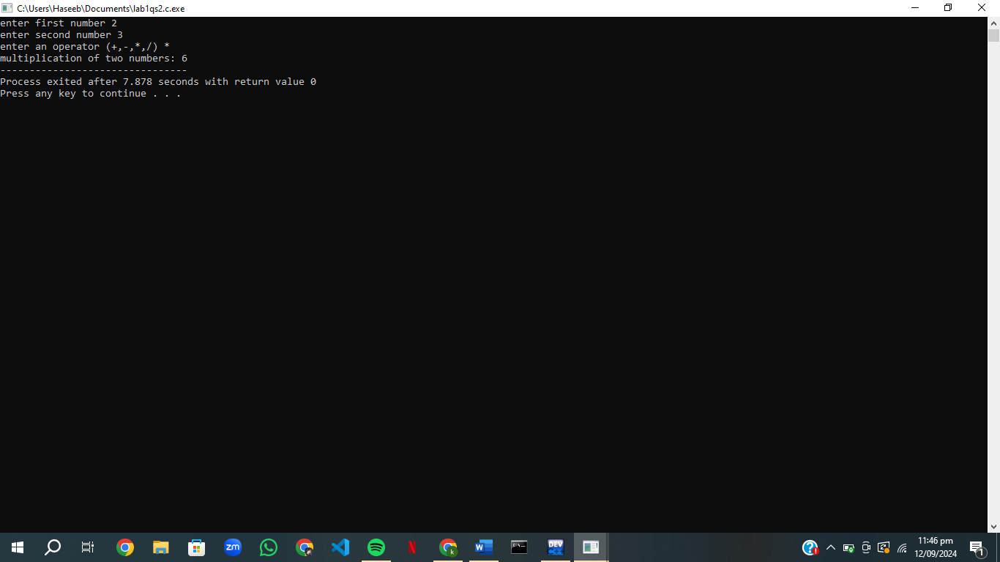 C:\Users\Haseeb\Documents\lab1qs2.c.exe
enter first number 2
enter second number 3
enter an operator (+,-,*,/) *
multiplication of two numbers: 6
--------------------------------
Process exited after 7.878 seconds with return value 0
Press any key to continue . . .
zm
N
k
W
C:\.
DEV
?
!
11:46 pm
12/09/2024
1